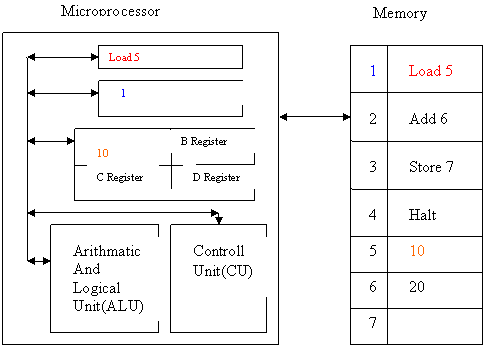 Microprocessor
Memory
Load 5
1
B Register
10
C Register
D Register
Arithmatic
And
Logical
Unit(ALU)
Controll
Unit(CU)
1 Load 5
2 Add 6
3 Store 7
4 Halt
5 10
6 20
7